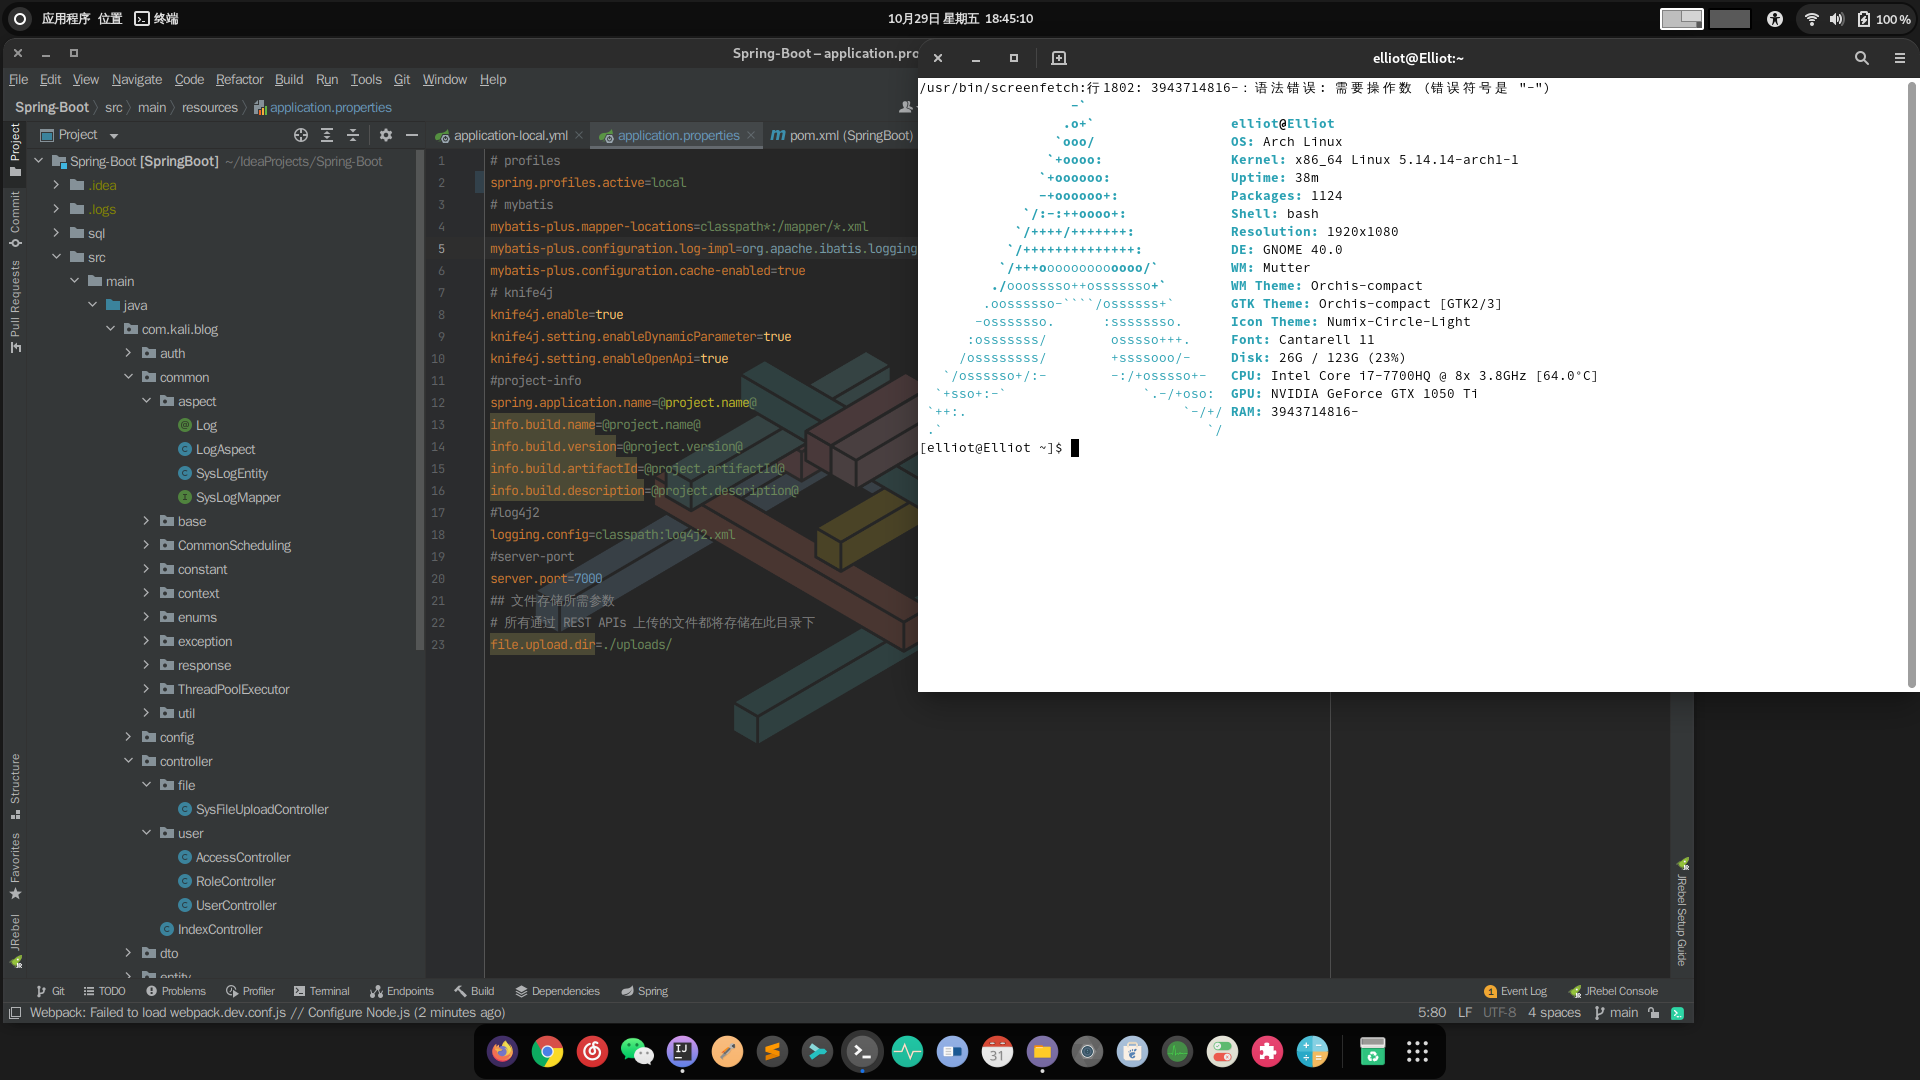 应用程序 位置 终端
10月29日 星期五 18:45:10
100 %
Spring-Boot – application.pro
File Edit View Navigate Code Refactor Build Run Tools Git Window Help
Spring-Boot src main resources application.properties
Project
application-local.yml application.properties pom.xml (SpringBoot)
Project
Commit
Pull Requests
Structure
Favorites
JRebel
Spring-Boot [SpringBoot] ~/IdeaProjects/Spring-Boot
.idea
.logs
sql
src
main
java
com.kali.blog
auth
common
aspect
Log
LogAspect
SysLogEntity
SysLogMapper
base
CommonScheduling
constant
context
enums
exception
response
ThreadPoolExecutor
util
config
controller
file
SysFileUploadController
user
AccessController
RoleController
UserController
IndexController
dto
entity
1 # profiles
2 spring.profiles.active=local
3 # mybatis
4 mybatis-plus.mapper-locations=classpath*:/mapper/*.xml
5 mybatis-plus.configuration.log-impl=org.apache.ibatis.logging
6 mybatis-plus.configuration.cache-enabled=true
7 # knife4j
8 knife4j.enable=true
9 knife4j.setting.enableDynamicParameter=true
10 knife4j.setting.enableOpenApi=true
11 #project-info
12 spring.application.name=@project.name@
13 info.build.name=@project.name@
14 info.build.version=@project.version@
15 info.build.artifactId=@project.artifactId@
16 info.build.description=@project.description@
17 #log4j2
18 logging.config=classpath:log4j2.xml
19 #server-port
20 server.port=7000
21 ## 文件存储所需参数
22 # 所有通过 REST APIs 上传的文件都将存储在此目录下
23 file.upload.dir=./uploads/
elliot@Elliot:~
/usr/bin/screenfetch:行1802: 3943714816-：语法错误: 需要操作数 (错误符号是 "-")
elliot@Elliot
OS: Arch Linux
Kernel: x86_64 Linux 5.14.14-arch1-1
Uptime: 38m
Packages: 1124
Shell: bash
Resolution: 1920x1080
DE: GNOME 40.0
WM: Mutter
WM Theme: Orchis-compact
GTK Theme: Orchis-compact [GTK2/3]
Icon Theme: Numix-Circle-Light
Font: Cantarell 11
Disk: 26G / 123G (23%)
CPU: Intel Core i7-7700HQ @ 8x 3.8GHz [64.0°C]
GPU: NVIDIA GeForce GTX 1050 Ti
RAM: 3943714816-
[elliot@Elliot ~]$
JRebel Setup Guide
Git TODO Problems Profiler Terminal Endpoints Build Dependencies Spring
1 Event Log JRebel Console
Webpack: Failed to load webpack.dev.conf.js // Configure Node.js (2 minutes ago)
5:80 LF UTF-8 4 spaces main
IJ
31